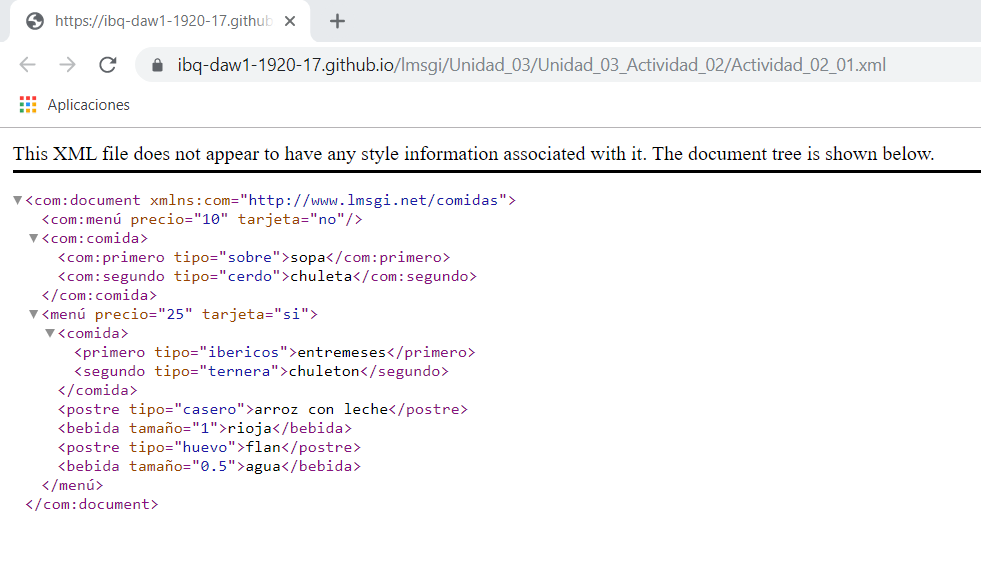 https://ibq-daw1-1920-17.github
ibq-daw1-1920-17.github.io/lmsgi/Unidad_03/Unidad_03_Actividad_02/Actividad_02_01.xml
Aplicaciones
This XML file does not appear to have any style information associated with it. The document tree is shown below.
<com:document xmlns:com="http://www.lmsgi.net/comidas">
<com:menú precio="10" tarjeta="no"/>
<com:comida>
<com:primero tipo="sobre">sopa</com:primero>
<com:segundo tipo="cerdo">chuleta</com:segundo>
</com:comida>
<menú precio="25" tarjeta="si">
<comida>
<primero tipo="ibericos">entremeses</primero>
<segundo tipo="ternera">chuleton</segundo>
</comida>
<postre tipo="casero">arroz con leche</postre>
<bebida tamaño="1">rioja</bebida>
<postre tipo="huevo">flan</postre>
<bebida tamaño="0.5">agua</bebida>
</menú>
</com:document>